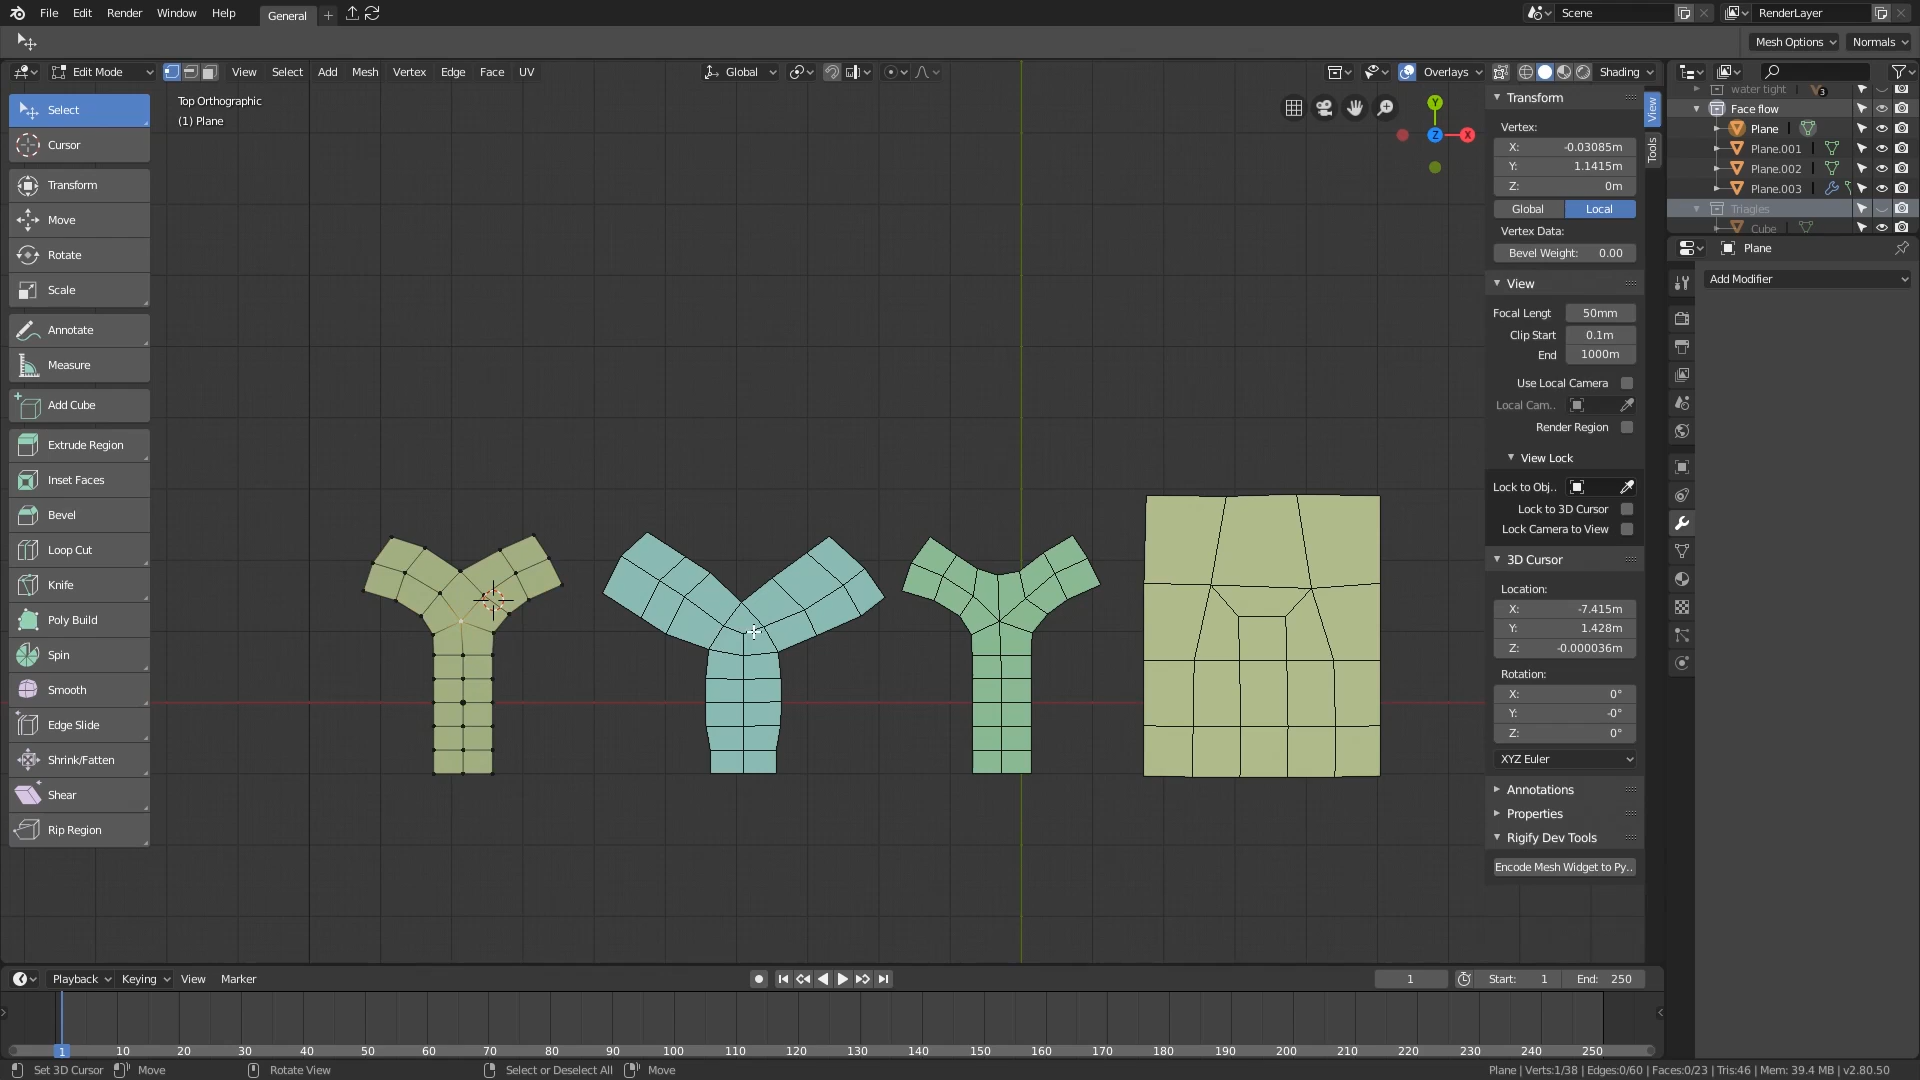 File Edit Render Window Help General Scene RenderLayer
Mesh Options Normals
Edit Mode View Select Add Mesh Vertex Edge Face UV Global Overlays Shading
Top Orthographic
(1) Plane
Select
Cursor
Transform
Move
Rotate
Scale
Annotate
Measure
Add Cube
Extrude Region
Inset Faces
Bevel
Loop Cut
Knife
Poly Build
Spin
Smooth
Edge Slide
Shrink/Fatten
Shear
Rip Region
Y
Z
X
Transform
Vertex:
X: -0.03085m
Y: 1.1415m
Z: 0m
Global Local
Vertex Data:
Bevel Weight: 0.00
View
Focal Lengt 50mm
Clip Start 0.1m
End 1000m
Use Local Camera
Local Cam..
Render Region
View Lock
Lock to Obj..
Lock to 3D Cursor
Lock Camera to View
3D Cursor
Location:
X: -7.415m
Y: 1.428m
Z: -0.000036m
Rotation:
X: 0°
Y: -0°
Z: 0°
XYZ Euler
Annotations
Properties
Rigify Dev Tools
Encode Mesh Widget to Py..
View
Tools
water tight 3
Face flow
Plane
Plane.001
Plane.002
Plane.003
Triagles
Cube
Plane
Add Modifier
Playback Keying View Marker 1 Start: 1 End: 250
1 10 20 30 40 50 60 70 80 90 100 110 120 130 140 150 160 170 180 190 200 210 220 230 240 250
Set 3D Cursor Move Rotate View Select or Deselect All Move Plane | Verts:1/38 | Edges:0/60 | Faces:0/23 | Tris:46 | Mem: 39.4 MB | v2.80.50